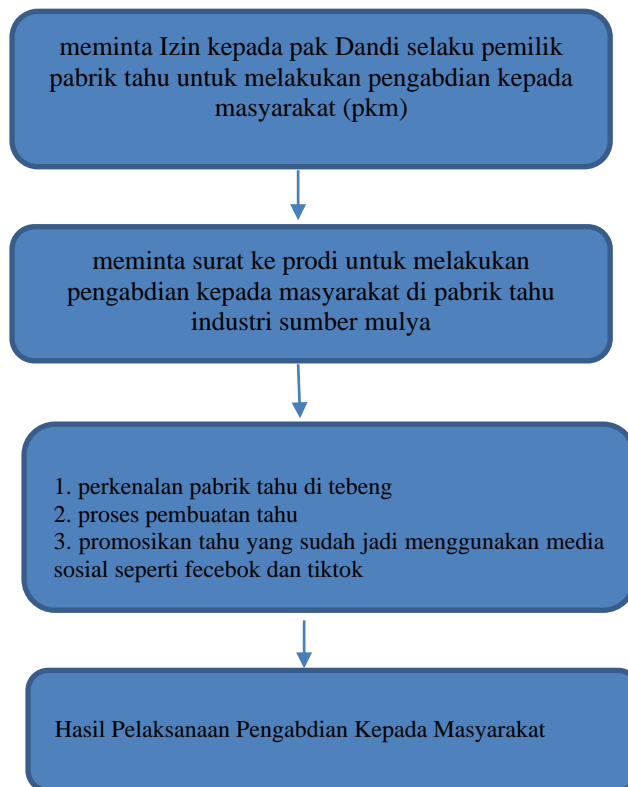 meminta Izin kepada pak Dandi selaku pemilik
pabrik tahu untuk melakukan pengabdian kepada
masyarakat (pkm)
meminta surat ke prodi untuk melakukan
pengabdian kepada masyarakat di pabrik tahu
industri sumber mulya
1. perkenalan pabrik tahu di tebeng
2. proses pembuatan tahu
3. promosikan tahu yang sudah jadi menggunakan media
sosial seperti fecebok dan tiktok
Hasil Pelaksanaan Pengabdian Kepada Masyarakat